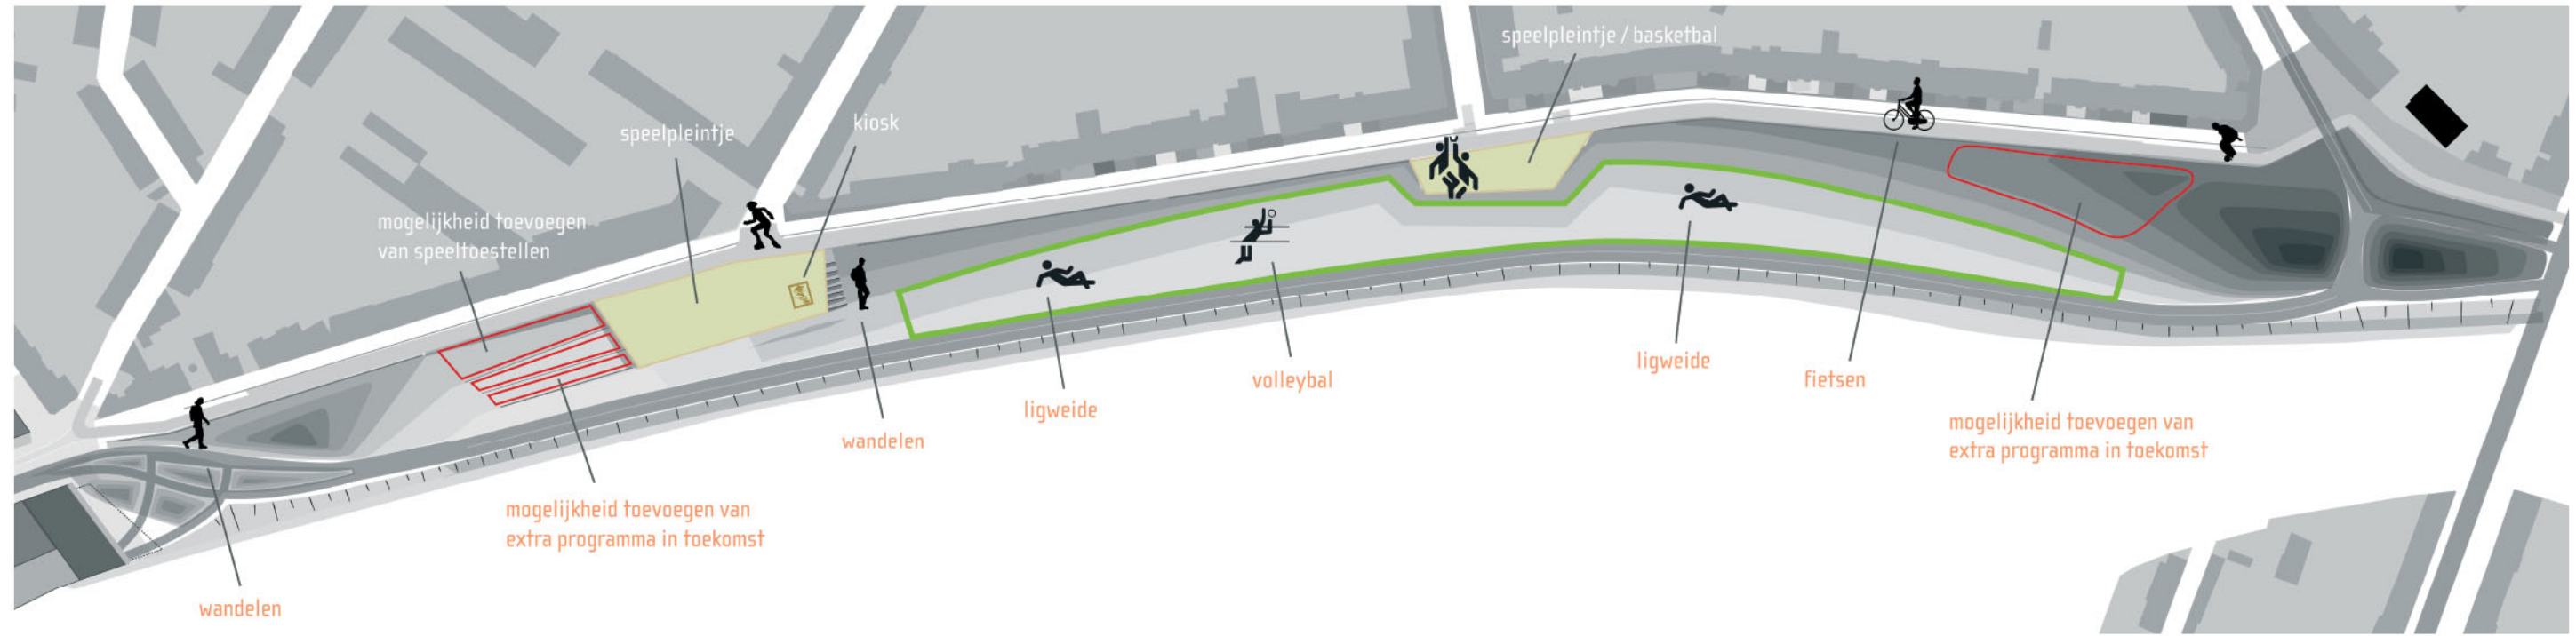 speelpleintje / basketbal
kiosk
speelpleintje
mogelijkheid toevoegen
van speeltoestellen
ligweide
fietsen
volleybal
ligweide
wandelen
mogelijkheid toevoegen van
extra programma in toekomst
mogelijkheid toevoegen van
extra programma in toekomst
wandelen